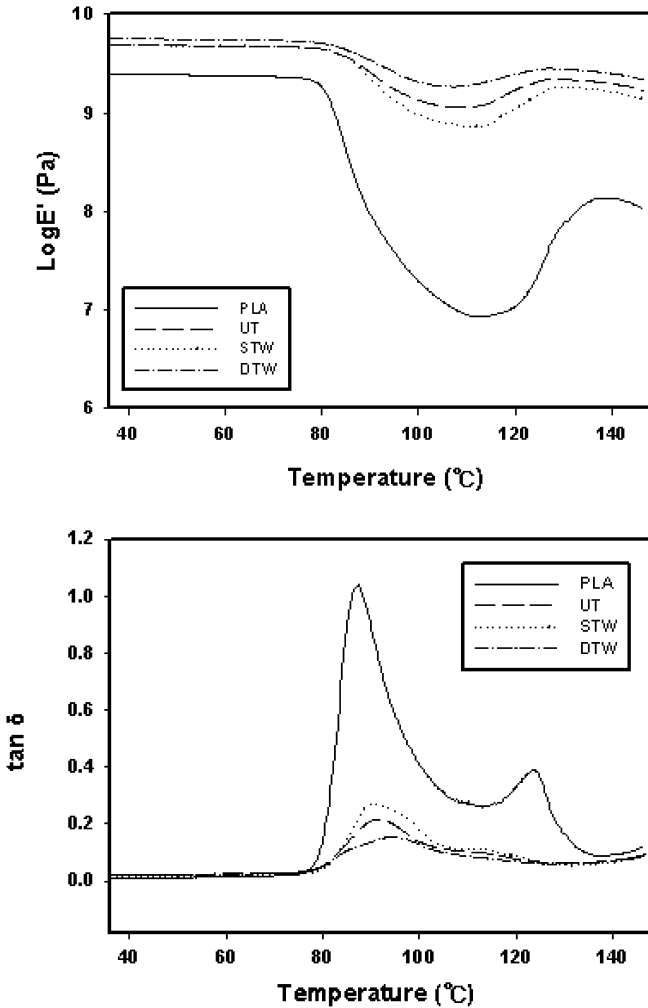 10
9
8
7
6
LogE' (Pa)
PLA
UT
STW
DTW
40 60 80 100 120 140
Temperature (℃)
1.2
1.0
0.8
0.6
0.4
0.2
0.0
tan δ
PLA
UT
STW
DTW
40 60 80 100 120 140
Temperature (℃)